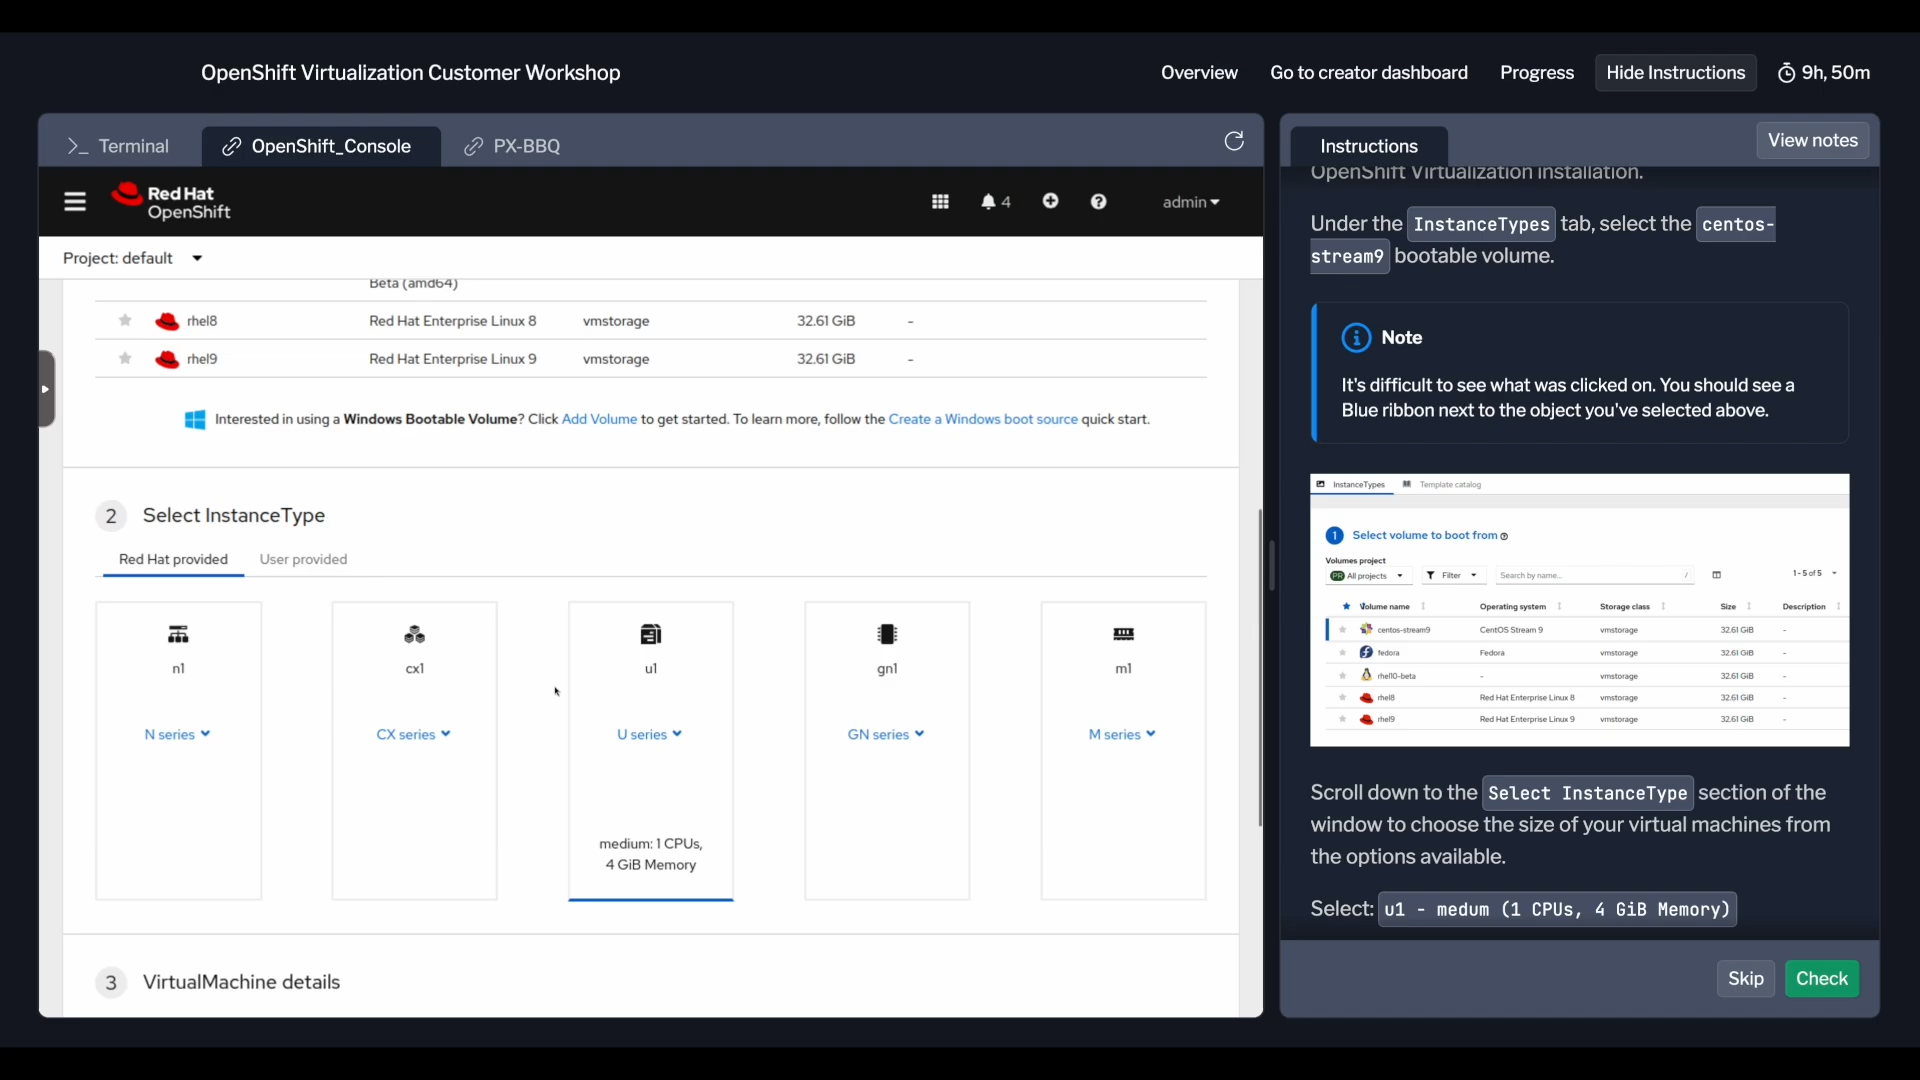 OpenShift Virtualization Customer Workshop
Overview
Go to creator dashboard
Progress
Hide Instructions
9h, 50m
Terminal
OpenShift_Console
PX-BBQ
Red Hat
OpenShift
4
admin
Project: default
Beta (amd64)
rhel8 Red Hat Enterprise Linux 8 vmstorage 32.61 GiB -
rhel9 Red Hat Enterprise Linux 9 vmstorage 32.61 GiB -
Interested in using a Windows Bootable Volume? Click Add Volume to get started. To learn more, follow the Create a Windows boot source quick start.
2 Select InstanceType
Red Hat provided User provided
n1 cx1 u1 gn1 m1
N series CX series U series GN series M series
medium: 1 CPUs,
4 GiB Memory
3 VirtualMachine details
Instructions
View notes
OpenShift Virtualization installation.
Under the InstanceTypes tab, select the centos-
stream9 bootable volume.
Note
It's difficult to see what was clicked on. You should see a
Blue ribbon next to the object you've selected above.
InstanceTypes Template catalog
1 Select volume to boot from
Volumes project
PR All projects Filter Search by name... / 1 - 5 of 5
Volume name Operating system Storage class Size Description
centos-stream9 CentOS Stream 9 vmstorage 32.61 GiB -
fedora Fedora vmstorage 32.61 GiB -
rhel10-beta - vmstorage 32.61 GiB -
rhel8 Red Hat Enterprise Linux 8 vmstorage 32.61 GiB -
rhel9 Red Hat Enterprise Linux 9 vmstorage 32.61 GiB -
Scroll down to the Select InstanceType section of the
window to choose the size of your virtual machines from
the options available.
Select: u1 - medum (1 CPUs, 4 GiB Memory)
Skip
Check